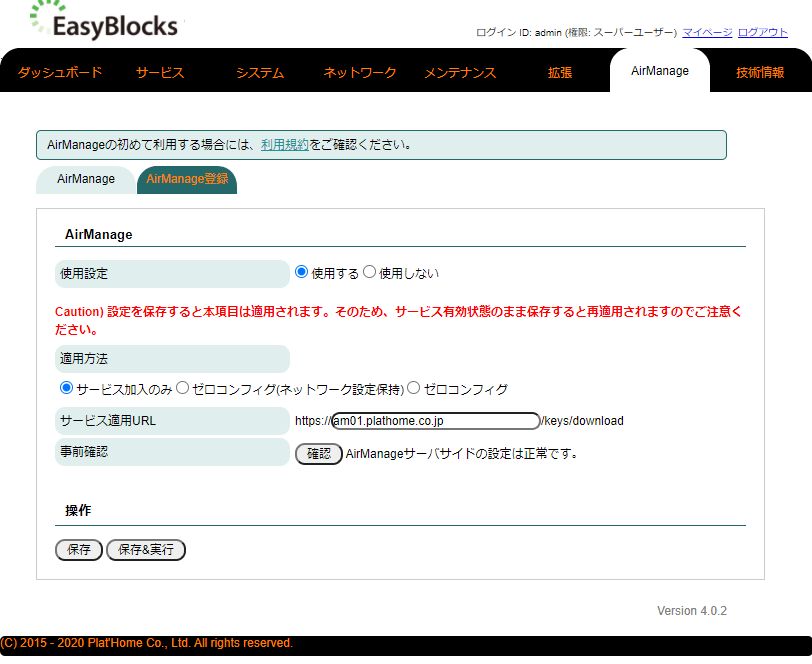 EasyBlocks
ログイン ID: admin (権限: スーパーユーザー) マイページ ログアウト
ダッシュボード サービス システム ネットワーク メンテナンス 拡張 AirManage 技術情報
AirManageの初めて利用する場合には、利用規約をご確認ください。
AirManage AirManage登録
AirManage
使用設定 使用する 使用しない
Caution) 設定を保存すると本項目は適用されます。そのため、サービス有効状態のまま保存すると再適用されますのでご注意く
ださい。
適用方法
サービス加入のみ ゼロコンフィグ(ネットワーク設定保持) ゼロコンフィグ
サービス適用URL https://am01.plathome.co.jp/keys/download
事前確認 確認 AirManageサーバサイドの設定は正常です。
操作
保存 保存&実行
Version 4.0.2
(C) 2015 - 2020 Plat'Home Co., Ltd. All rights reserved.